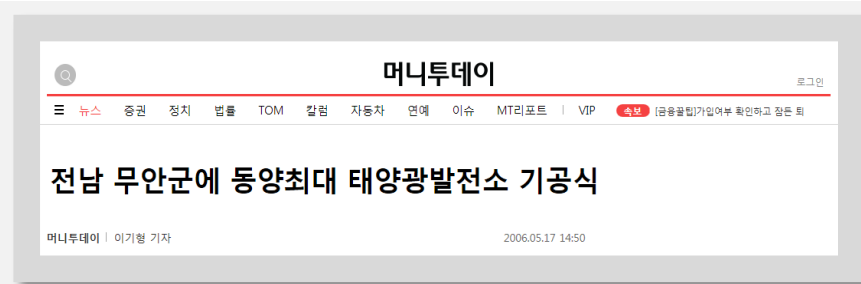 머니투데이
로그인
뉴스 증권 정치 법률 TOM 칼럼 자동차 연예 이슈 MT리포트 VIP 속보 [금융꿀팁]가입여부 확인하고 잠든 퇴
전남 무안군에 동양최대 태양광발전소 기공식
머니투데이 이기형 기자 2006.05.17 14:50